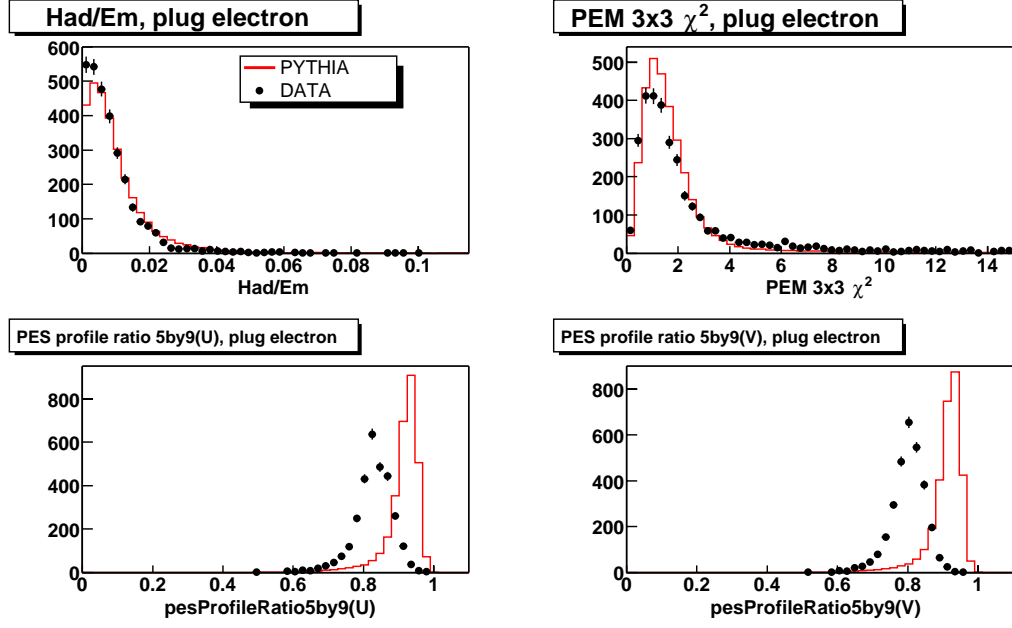 Had/Em, plug electron
600
500
400
300
200
100
0
PYTHIA
DATA
0 0.02 0.04 0.06 0.08 0.1
Had/Em
PEM 3x3 χ², plug electron
500
400
300
200
100
0
0 2 4 6 8 10 12 14
PEM 3x3 χ²
PES profile ratio 5by9(U), plug electron
800
600
400
200
0
0 0.2 0.4 0.6 0.8 1
pesProfileRatio5by9(U)
PES profile ratio 5by9(V), plug electron
800
600
400
200
0
0 0.2 0.4 0.6 0.8 1
pesProfileRatio5by9(V)